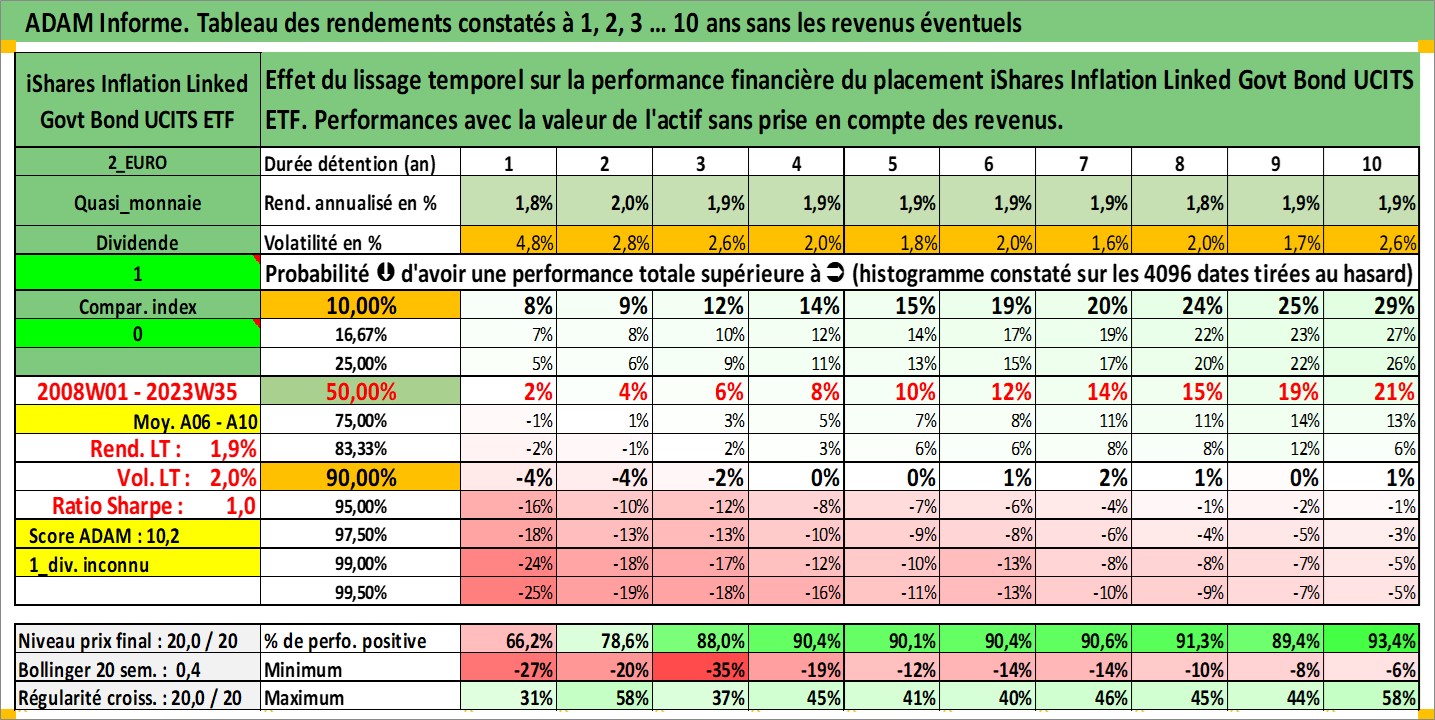 ADAM Informe. Tableau des rendements constatés à 1, 2, 3 ... 10 ans sans les revenus éventuels
iShares Inflation Linked Govt Bond UCITS ETF
Effet du lissage temporel sur la performance financière du placement iShares Inflation Linked Govt Bond UCITS
ETF. Performances avec la valeur de l'actif sans prise en compte des revenus.
2_EURO Durée détention (an) 1 2 3 4 5 6 7 8 9 10
Quasi_monnaie Rend. annualisé en % 1,8% 2,0% 1,9% 1,9% 1,9% 1,9% 1,9% 1,8% 1,9% 1,9%
Dividende Volatilité en % 4,8% 2,8% 2,6% 2,0% 1,8% 2,0% 1,6% 2,0% 1,7% 2,6%
1 Probabilité d'avoir une performance totale supérieure à (histogramme constaté sur les 4096 dates tirées au hasard)
Compar. index 10,00% 8% 9% 12% 14% 15% 19% 20% 24% 25% 29%
0 16,67% 7% 8% 10% 12% 14% 17% 19% 22% 23% 27%
25,00% 5% 6% 9% 11% 13% 15% 17% 20% 22% 26%
2008W01 - 2023W35 50,00% 2% 4% 6% 8% 10% 12% 14% 15% 19% 21%
Moy. A06 - A10 75,00% -1% 1% 3% 5% 7% 8% 11% 11% 14% 13%
Rend. LT : 1,9% 83,33% -2% -1% 2% 3% 6% 6% 8% 8% 12% 6%
Vol. LT : 2,0% 90,00% -4% -4% -2% 0% 0% 1% 2% 1% 0% 1%
Ratio Sharpe : 1,0 95,00% -16% -10% -12% -8% -7% -6% -4% -1% -2% -1%
Score ADAM : 10,2 97,50% -18% -13% -13% -10% -9% -8% -6% -4% -5% -3%
1_div. inconnu 99,00% -24% -18% -17% -12% -10% -13% -8% -8% -7% -5%
99,50% -25% -19% -18% -16% -11% -13% -10% -9% -7% -5%
Niveau prix final : 20,0 / 20 % de perfo. positive 66,2% 78,6% 88,0% 90,4% 90,1% 90,4% 90,6% 91,3% 89,4% 93,4%
Bollinger 20 sem. : 0,4 Minimum -27% -20% -35% -19% -12% -14% -14% -10% -8% -6%
Régularité croiss. : 20,0 / 20 Maximum 31% 58% 37% 45% 41% 40% 46% 45% 44% 58%